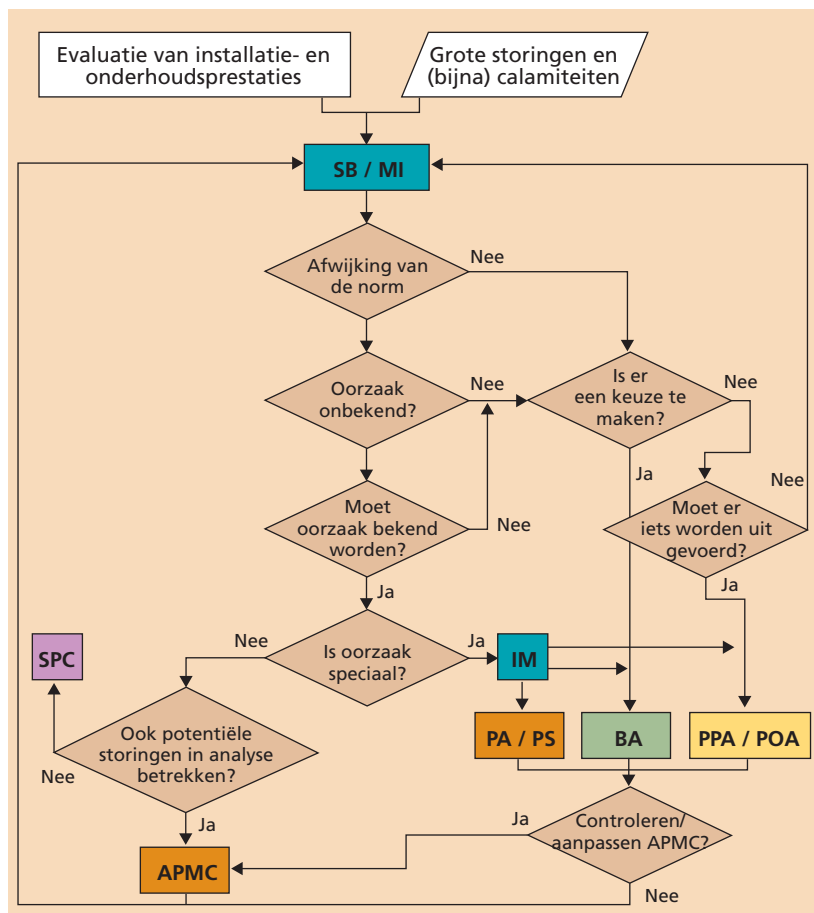 Evaluatie van installatie- en
onderhoudsprestaties
Grote storingen en
(bijna) calamiteiten
SB / MI
Afwijking van
de norm
Nee
Oorzaak
onbekend?
Nee
Is er
een keuze te
maken?
Nee
Ja
Moet
oorzaak bekend
worden?
Nee
Moet er
iets worden uit
gevoerd?
Nee
Ja
Ja
Is oorzaak
speciaal?
Nee
Ja
SPC
IM
Ook potentiële
storingen in analyse
betrekken?
Nee
Ja
PA / PS
BA
PPA / POA
Controleren/
aanpassen APMC?
Ja
Nee
APMC